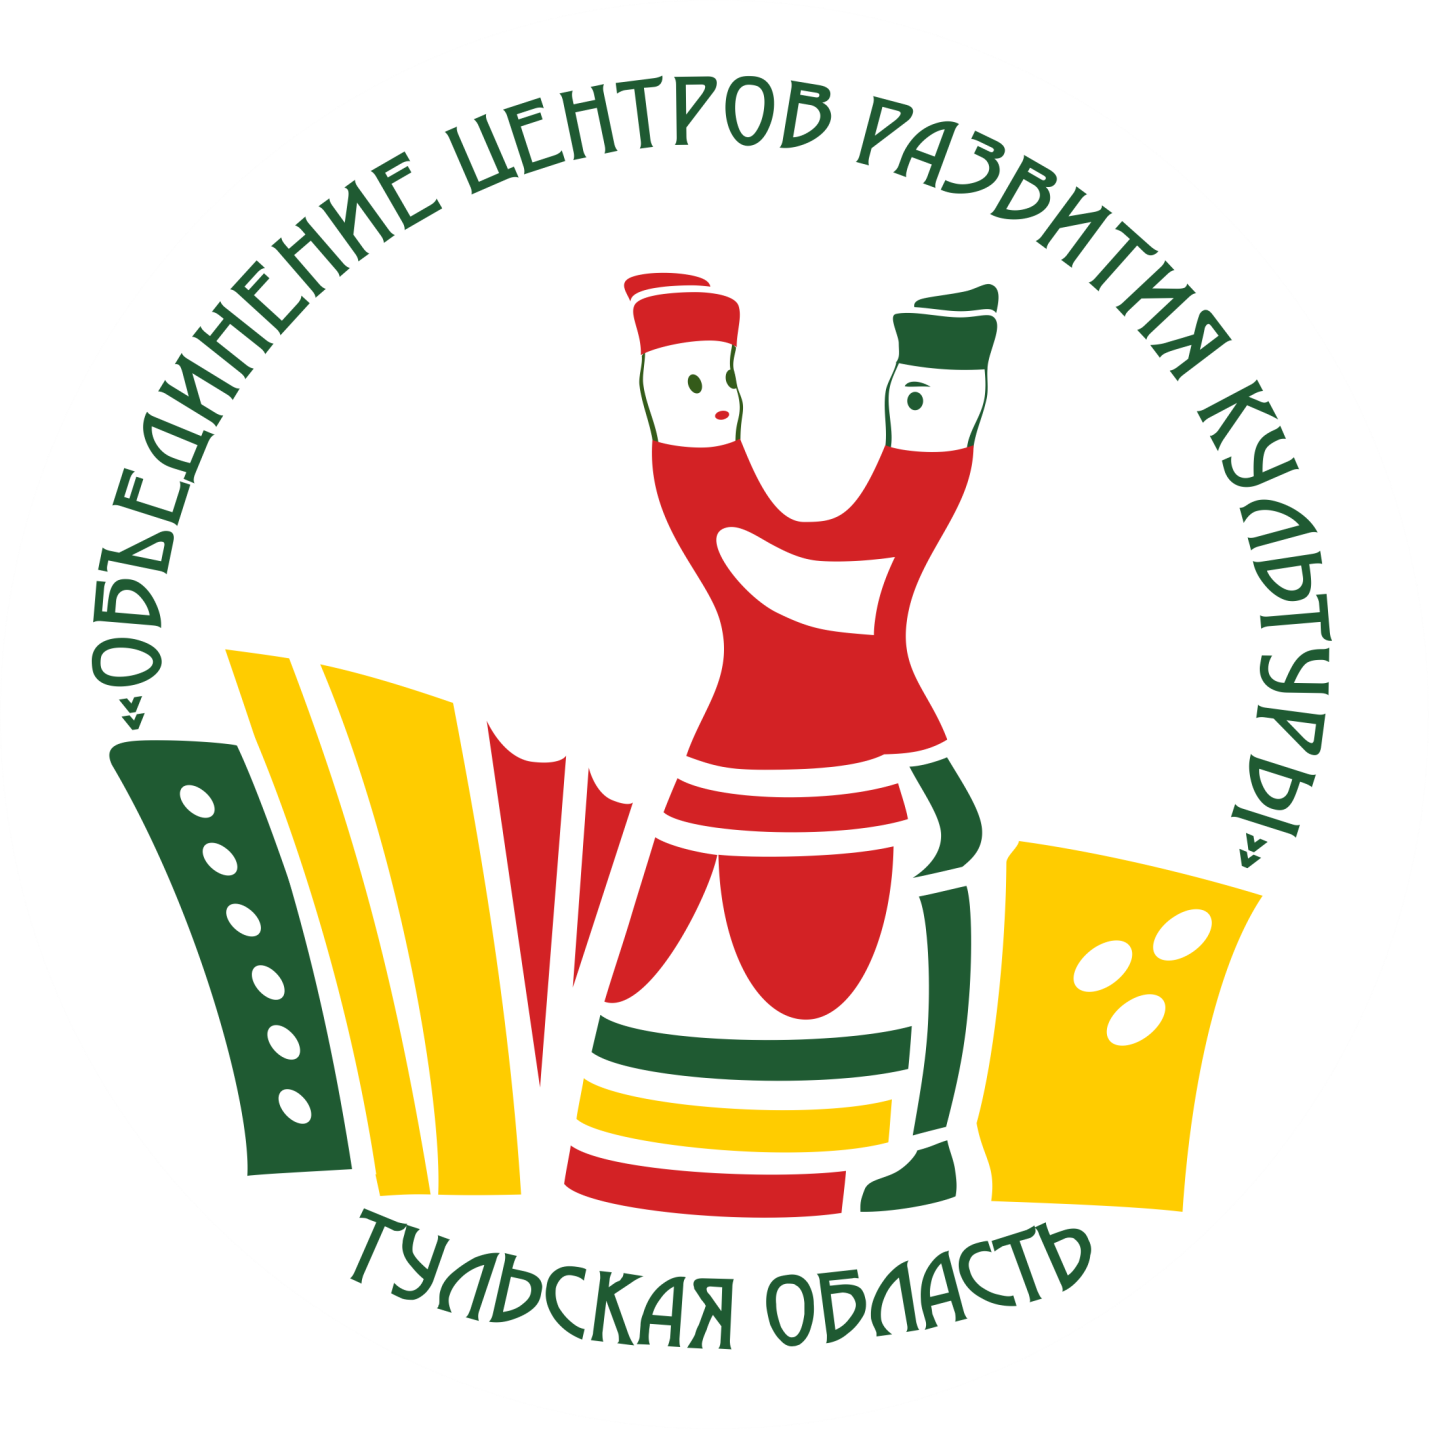 «ОБЪЕДИНЕНИЕ ЦЕНТРОВ РАЗВИТИЯ КУЛЬТУРЫ»
ТУЛЬСКАЯ ОБЛАСТЬ